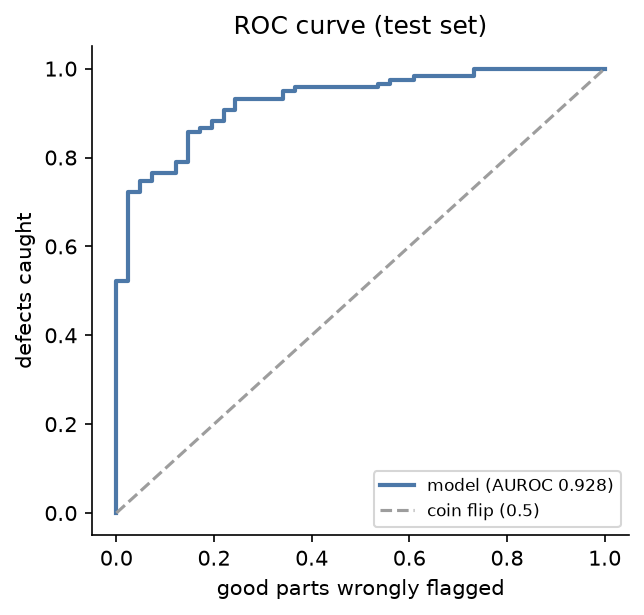 ROC curve (test set)
1.0
0.8
0.6
0.4
0.2
0.0
defects caught
0.0 0.2 0.4 0.6 0.8 1.0
good parts wrongly flagged
model (AUROC 0.928)
coin flip (0.5)